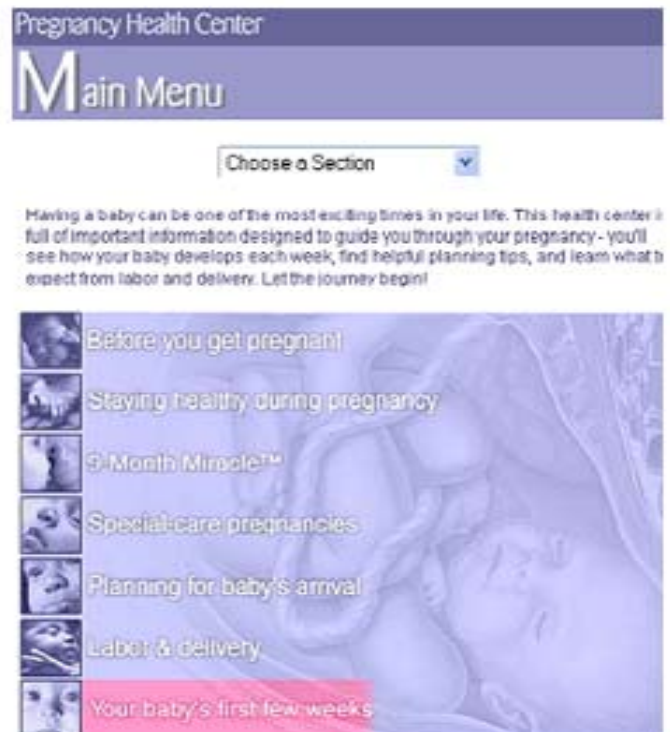 Pregnancy Health Center
Main Menu
Choose a Section
Having a baby can be one of the most exciting times in your life. This health center i
full of important information designed to guide you through your pregnancy - you'll
see how your baby develops each week, find helpful planning tips, and learn what t
expect from labor and delivery. Let the journey begin!
Before you get pregnant
Staying healthy during pregnancy
9-Month Miracle™
Special-care pregnancies
Planning for baby's arrival
Labor & delivery
Your baby's first few weeks